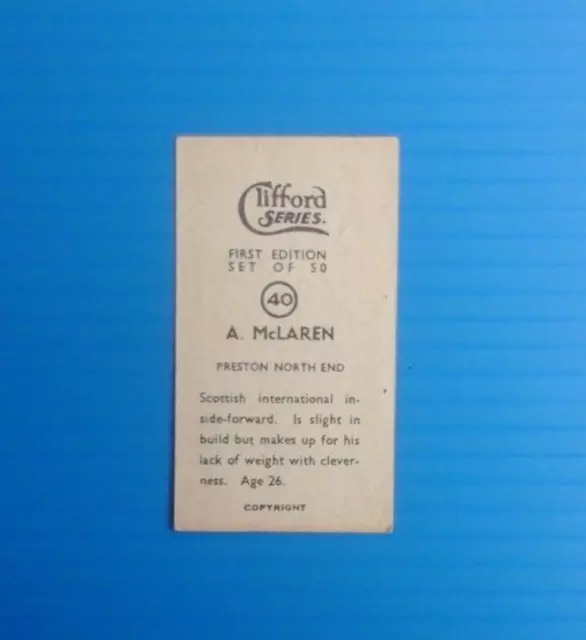 Clifford
SERIES.
FIRST EDITION
SET OF 50
40
A. McLAREN
PRESTON NORTH END
Scottish international in-
side-forward. Is slight in
build but makes up for his
lack of weight with clever-
ness. Age 26.
COPYRIGHT